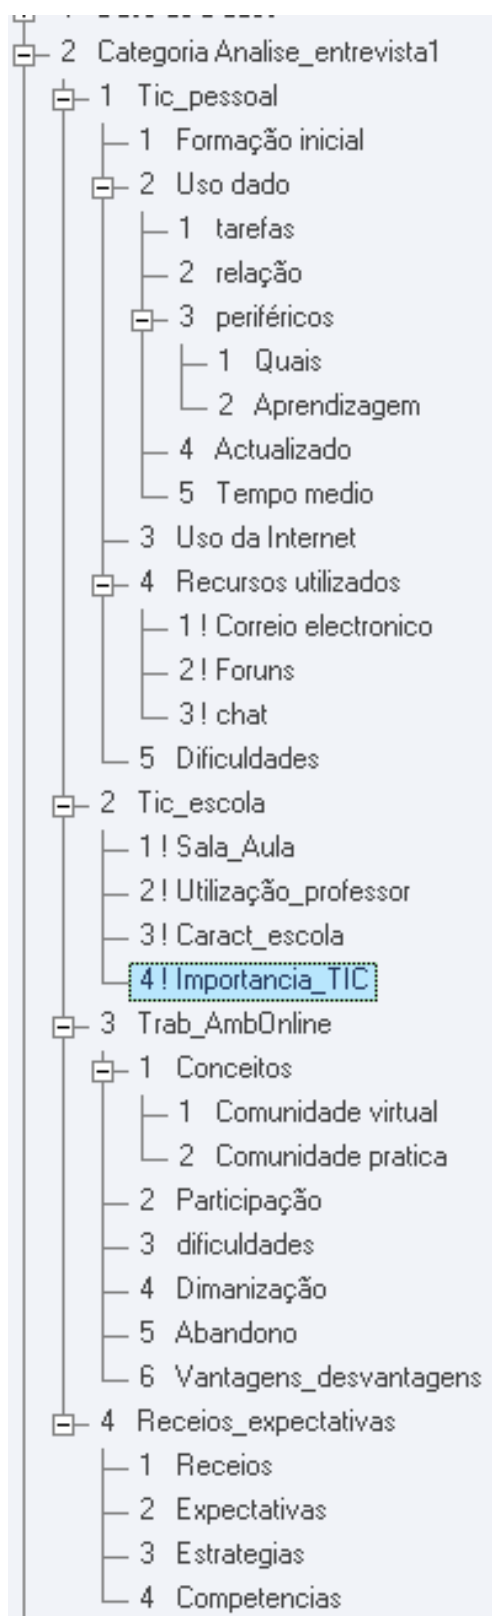 2 Categoria Analise_entrevista1
1 Tic_pessoal
1 Formação inicial
2 Uso dado
1 tarefas
2 relação
3 periféricos
1 Quais
2 Aprendizagem
4 Actualizado
5 Tempo medio
3 Uso da Internet
4 Recursos utilizados
1 ! Correio electronico
2 ! Foruns
3 ! chat
5 Dificuldades
2 Tic_escola
1 ! Sala_Aula
2 ! Utilização_professor
3 ! Caract_escola
4 ! Importancia_TIC
3 Trab_AmbOnline
1 Conceitos
1 Comunidade virtual
2 Comunidade pratica
2 Participação
3 dificuldades
4 Dimanização
5 Abandono
6 Vantagens_desvantagens
4 Receios_expectativas
1 Receios
2 Expectativas
3 Estrategias
4 Competencias